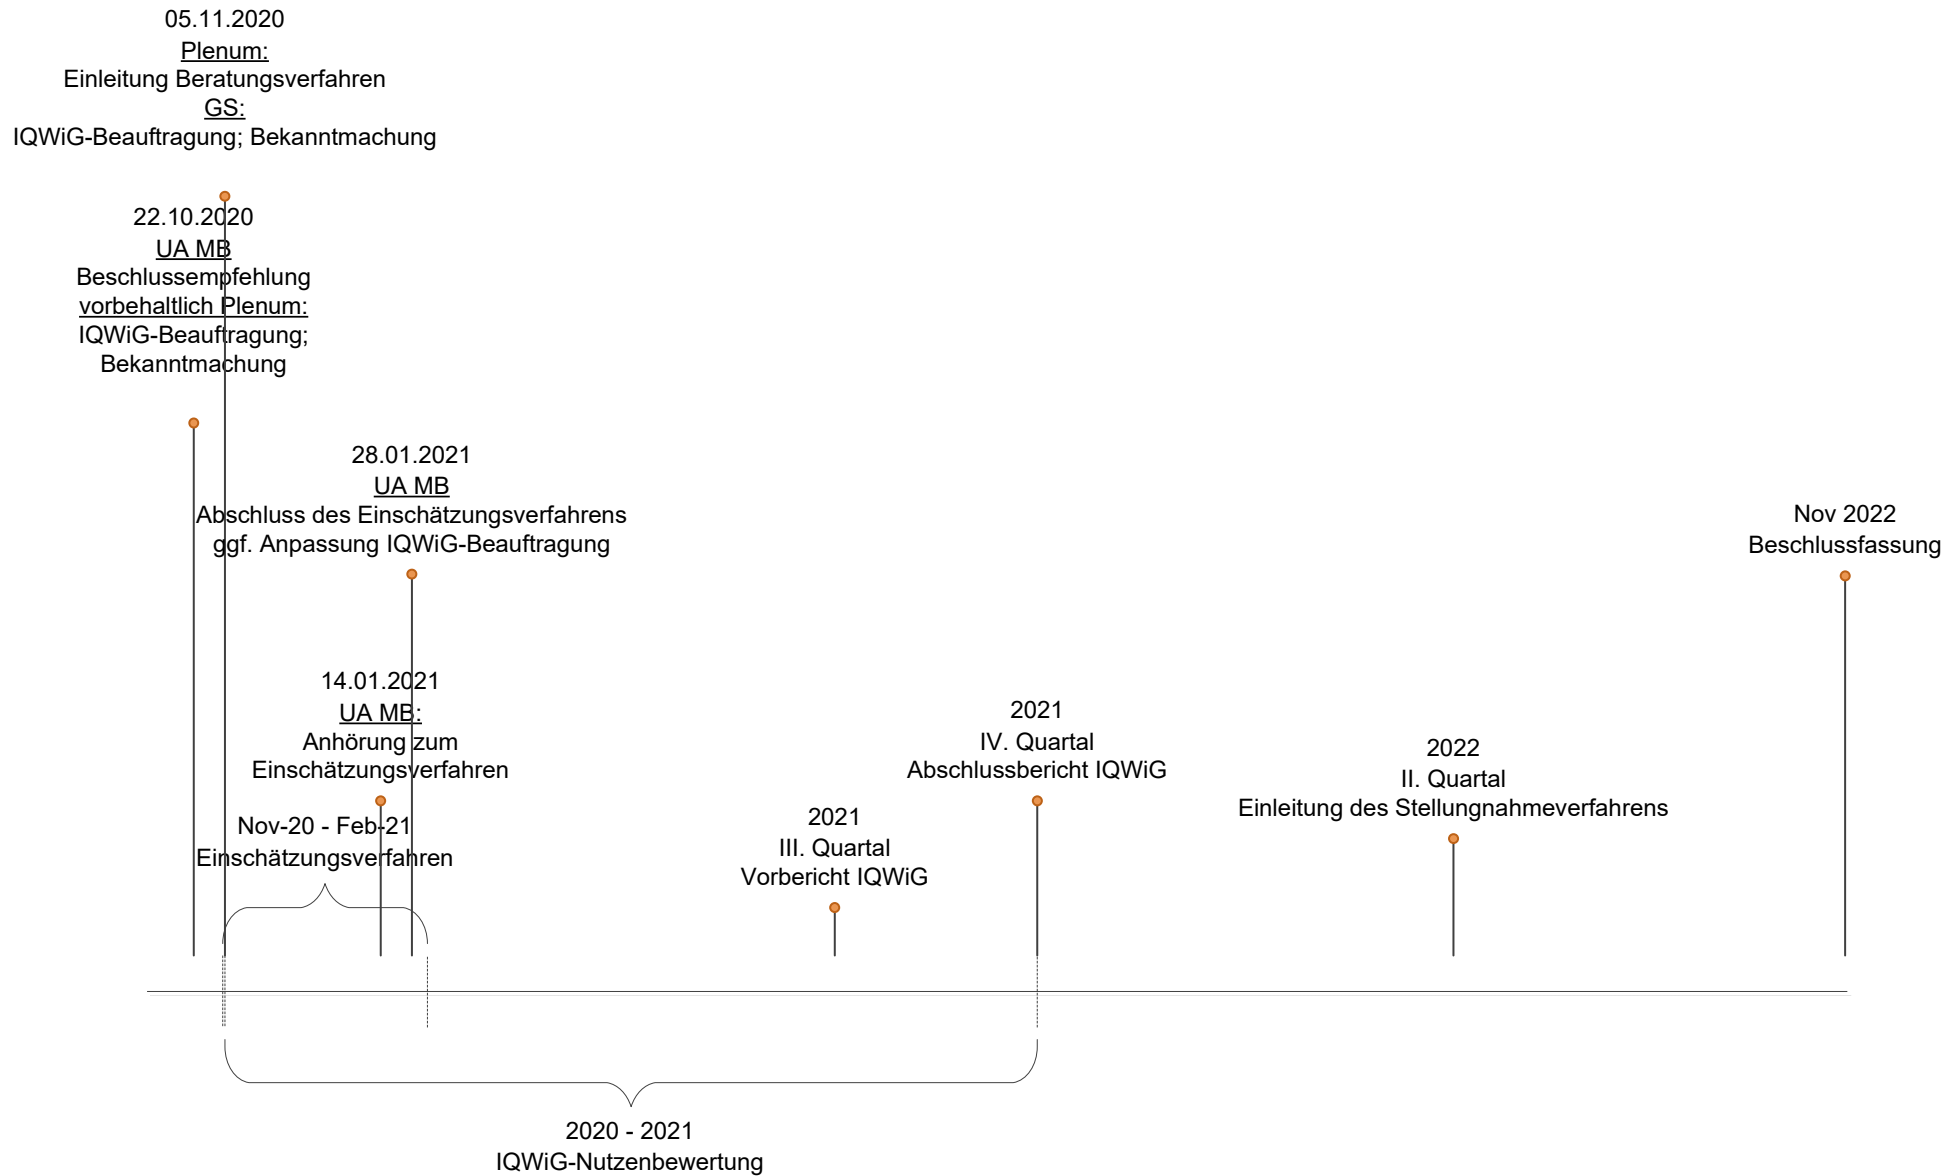 05.11.2020
Plenum:
Einleitung Beratungsverfahren
GS:
IQWiG-Beauftragung; Bekanntmachung
22.10.2020
UA MB
Beschlussempfehlung
vorbehaltlich Plenum:
IQWiG-Beauftragung;
Bekanntmachung
28.01.2021
UA MB
Abschluss des Einschätzungsverfahrens
ggf. Anpassung IQWiG-Beauftragung
14.01.2021
UA MB:
Anhörung zum
Einschätzungsverfahren
Nov-20 - Feb-21
Einschätzungsverfahren
2021
III. Quartal
Vorbericht IQWiG
2021
IV. Quartal
Abschlussbericht IQWiG
2022
II. Quartal
Einleitung des Stellungnahmeverfahrens
Nov 2022
Beschlussfassung
2020 - 2021
IQWiG-Nutzenbewertung